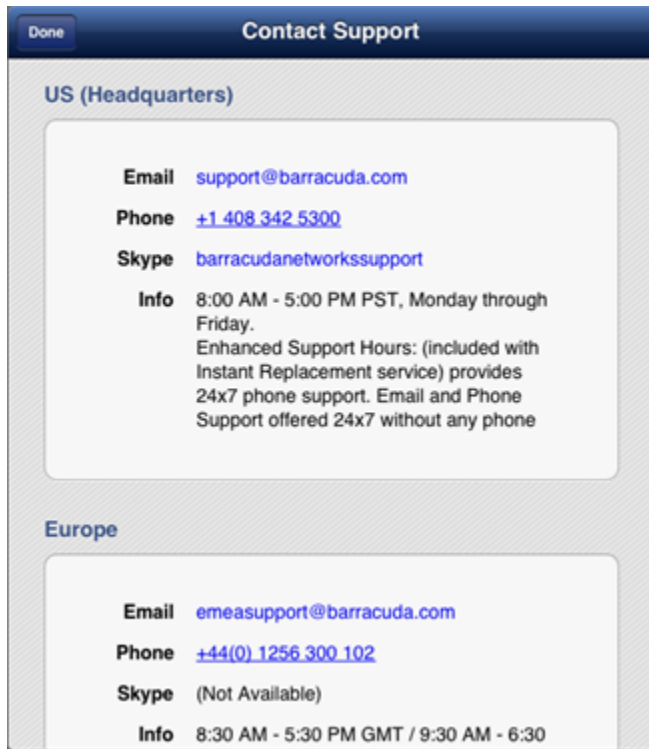 Done
Contact Support
US (Headquarters)
Email support@barracuda.com
Phone +1 408 342 5300
Skype barracudanetworkssupport
Info 8:00 AM - 5:00 PM PST, Monday through
Friday.
Enhanced Support Hours: (included with
Instant Replacement service) provides
24x7 phone support. Email and Phone
Support offered 24x7 without any phone
Europe
Email emeasupport@barracuda.com
Phone +44(0) 1256 300 102
Skype (Not Available)
Info 8:30 AM - 5:30 PM GMT / 9:30 AM - 6:30